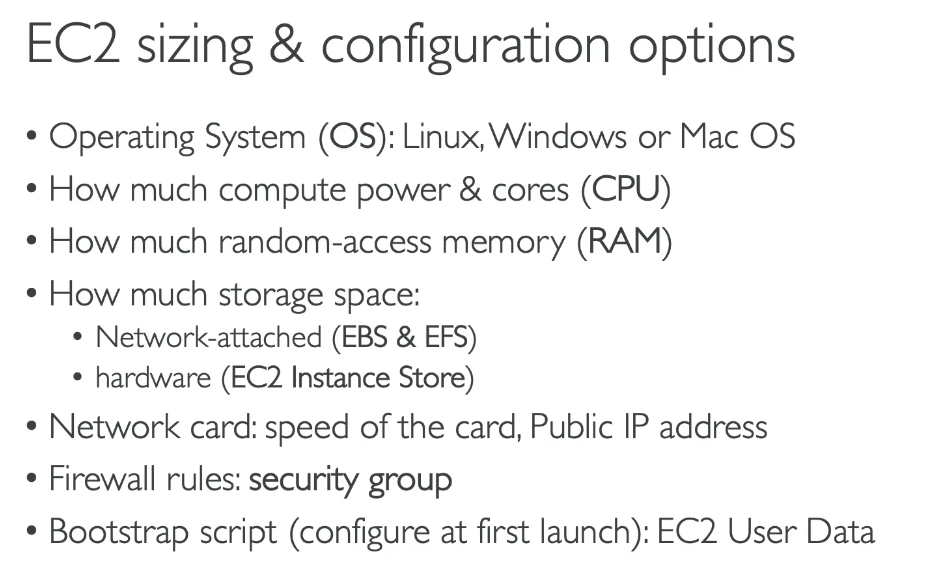 EC2 sizing & configuration options
• Operating System (OS): Linux, Windows or Mac OS
• How much compute power & cores (CPU)
• How much random-access memory (RAM)
• How much storage space:
• Network-attached (EBS & EFS)
• hardware (EC2 Instance Store)
• Network card: speed of the card, Public IP address
• Firewall rules: security group
• Bootstrap script (configure at first launch): EC2 User Data